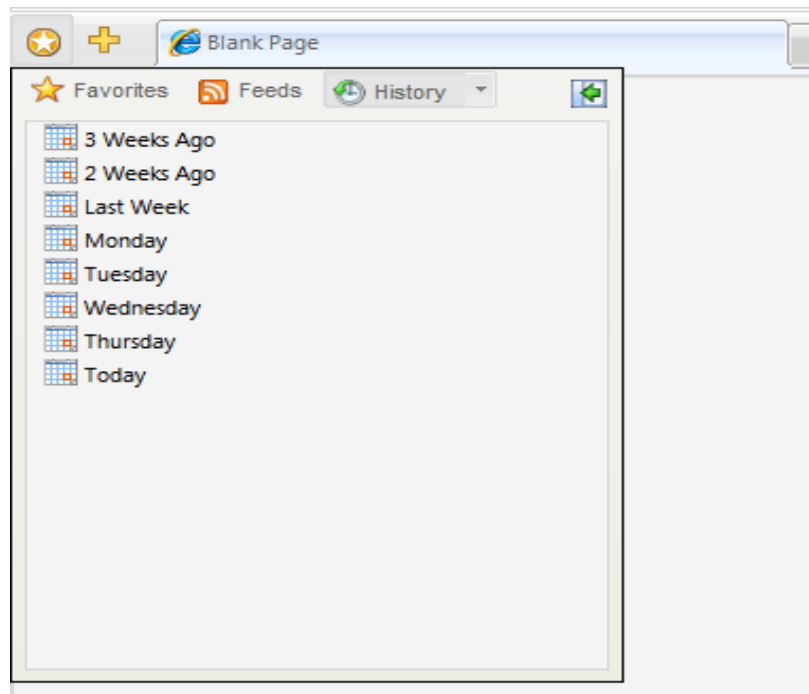 Blank Page
Favorites Feeds History
3 Weeks Ago
2 Weeks Ago
Last Week
Monday
Tuesday
Wednesday
Thursday
Today